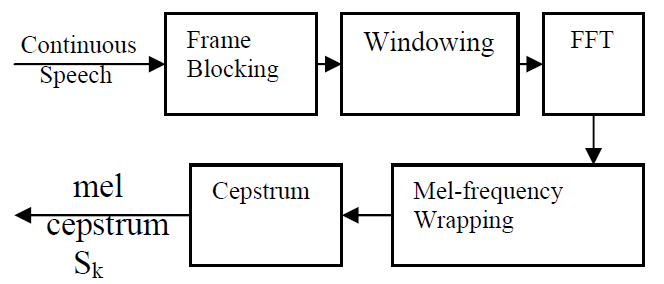 Continuous
Speech
Frame
Blocking
Windowing
FFT
Mel-frequency
Wrapping
Cepstrum
mel
cepstrum
Sk